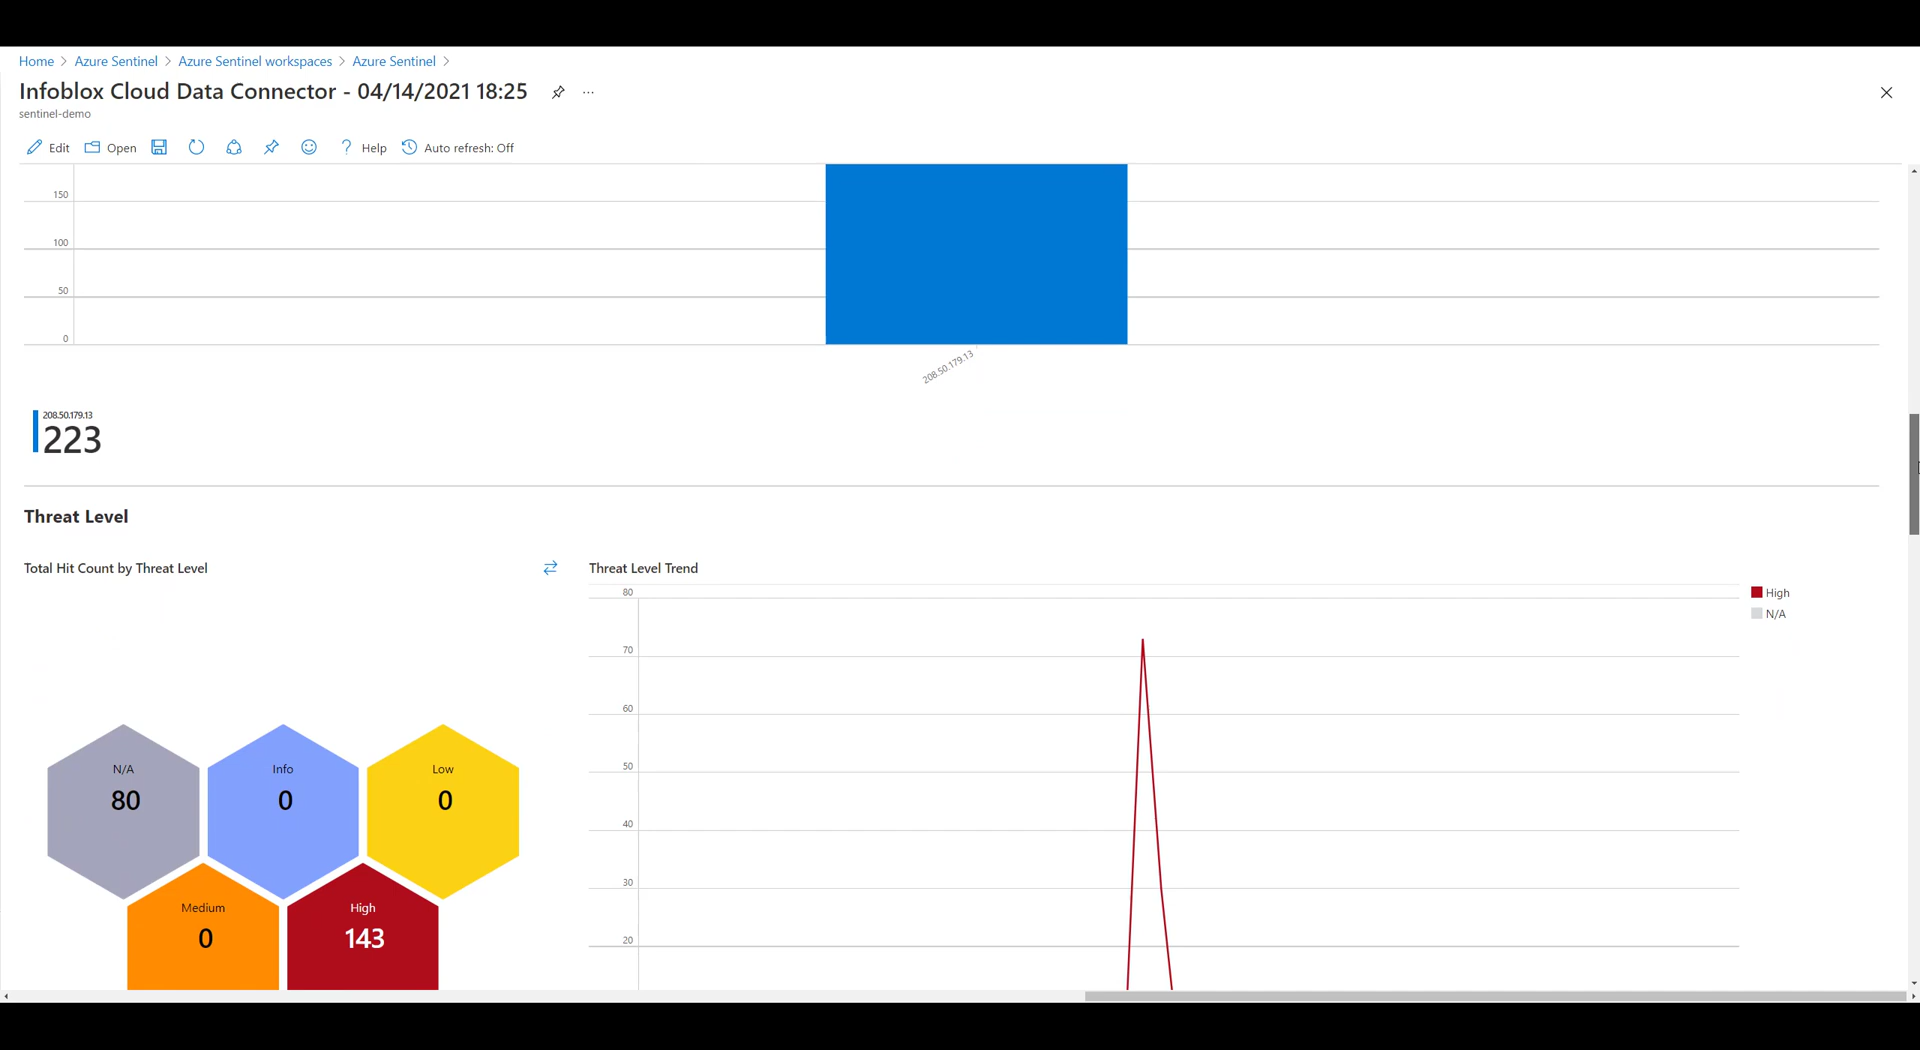 Home > Azure Sentinel > Azure Sentinel workspaces > Azure Sentinel >
Infoblox Cloud Data Connector - 04/14/2021 18:25 ...
sentinel-demo
Edit Open ? Help Auto refresh: Off
150
100
50
0
208.50.179.13
208.50.179.13
223
Threat Level
Total Hit Count by Threat Level
Threat Level Trend
80
70
60
50
40
30
20
High
N/A
N/A
80
Info
0
Low
0
Medium
0
High
143